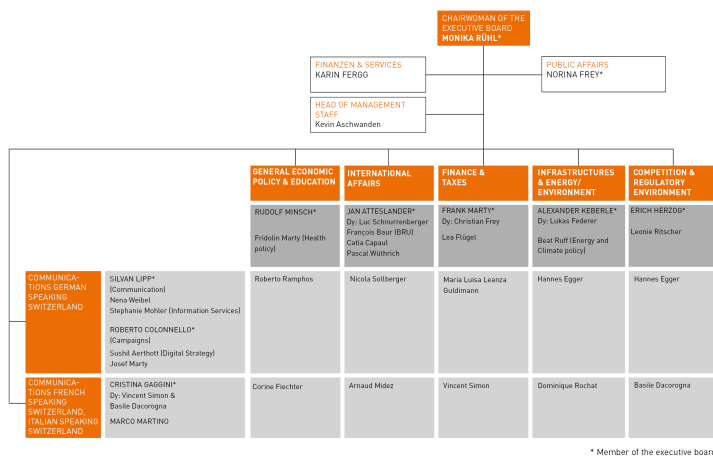 CHAIRWOMAN OF THE
EXECUTIVE BOARD
MONIKA RÜHL*
FINANZEN & SERVICES
KARIN FERGG
PUBLIC AFFAIRS
NORINA FREY*
HEAD OF MANAGEMENT
STAFF
Kevin Aschwanden
GENERAL ECONOMIC
POLICY & EDUCATION
INTERNATIONAL
AFFAIRS
FINANCE &
TAXES
INFRASTRUCTURES
& ENERGY/
ENVIRONMENT
COMPETITION &
REGULATORY
ENVIRONMENT
RUDOLF MINSCH*
Fridolin Marty (Health
policy)
JAN ATTESLANDER*
Dy: Luc Schnurrenberger
François Baur (BRU)
Catia Capaul
Pascal Wüthrich
FRANK MARTY*
Dy: Christian Frey
Lea Flügel
ALEXANDER KEBERLE*
Dy: Lukas Federer
Beat Ruff (Energy and
Climate policy)
ERICH HERZOG*
Leonie Ritscher
COMMUNICA-
TIONS GERMAN
SPEAKING
SWITZERLAND
SILVAN LIPP*
(Communication)
Nena Weibel
Stephanie Mohler (Information Services)
ROBERTO COLONNELLO*
(Campaigns)
Sushil Aerthott (Digital Strategy)
Josef Marty
Roberto Ramphos
Nicola Sollberger
Maria Luisa Leanza
Guldimann
Hannes Egger
Hannes Egger
COMMUNICA-
TIONS FRENCH
SPEAKING
SWITZERLAND,
ITALIAN SPEAKING
SWITZERLAND
CRISTINA GAGGINI*
Dy: Vincent Simon &
Basile Dacorogna
MARCO MARTINO
Corine Fiechter
Arnaud Midez
Vincent Simon
Dominique Rochat
Basile Dacorogna
* Member of the executive board